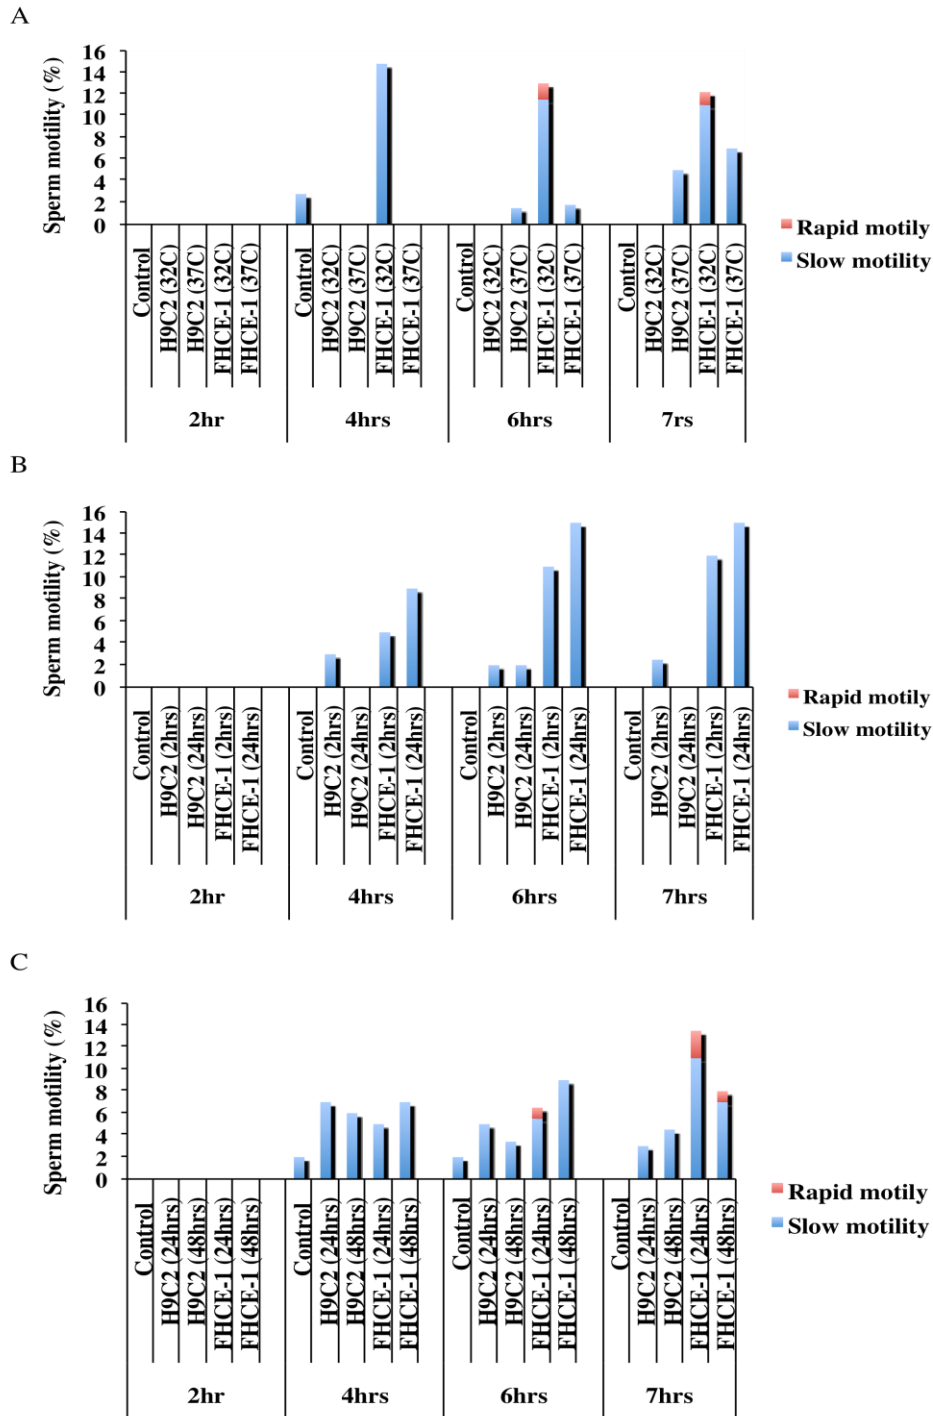 A
Sperm motility (%)
16
14
12
10
8
6
4
2
0
Control
H9C2 (32C)
H9C2 (37C)
FHCE-1 (32C)
FHCE-1 (37C)
Control
H9C2 (32C)
H9C2 (37C)
FHCE-1 (32C)
FHCE-1 (37C)
Control
H9C2 (32C)
H9C2 (37C)
FHCE-1 (32C)
FHCE-1 (37C)
Control
H9C2 (32C)
H9C2 (37C)
FHCE-1 (32C)
FHCE-1 (37C)
2hr
4hrs
6hrs
7rs
Rapid motily
Slow motility
B
Sperm motility (%)
16
14
12
10
8
6
4
2
0
Control
H9C2 (2hrs)
H9C2 (24hrs)
FHCE-1 (2hrs)
FHCE-1 (24hrs)
Control
H9C2 (2hrs)
H9C2 (24hrs)
FHCE-1 (2hrs)
FHCE-1 (24hrs)
Control
H9C2 (2hrs)
H9C2 (24hrs)
FHCE-1 (2hrs)
FHCE-1 (24hrs)
Control
H9C2 (2hrs)
H9C2 (24hrs)
FHCE-1 (2hrs)
FHCE-1 (24hrs)
2hr
4hrs
6hrs
7hrs
Rapid motily
Slow motility
C
Sperm motility (%)
16
14
12
10
8
6
4
2
0
Control
H9C2 (24hrs)
H9C2 (48hrs)
FHCE-1 (24hrs)
FHCE-1 (48hrs)
Control
H9C2 (24hrs)
H9C2 (48hrs)
FHCE-1 (24hrs)
FHCE-1 (48hrs)
Control
H9C2 (24hrs)
H9C2 (48hrs)
FHCE-1 (24hrs)
FHCE-1 (48hrs)
Control
H9C2 (24hrs)
H9C2 (48hrs)
FHCE-1 (24hrs)
FHCE-1 (48hrs)
2hr
4hrs
6hrs
7hrs
Rapid motily
Slow motility